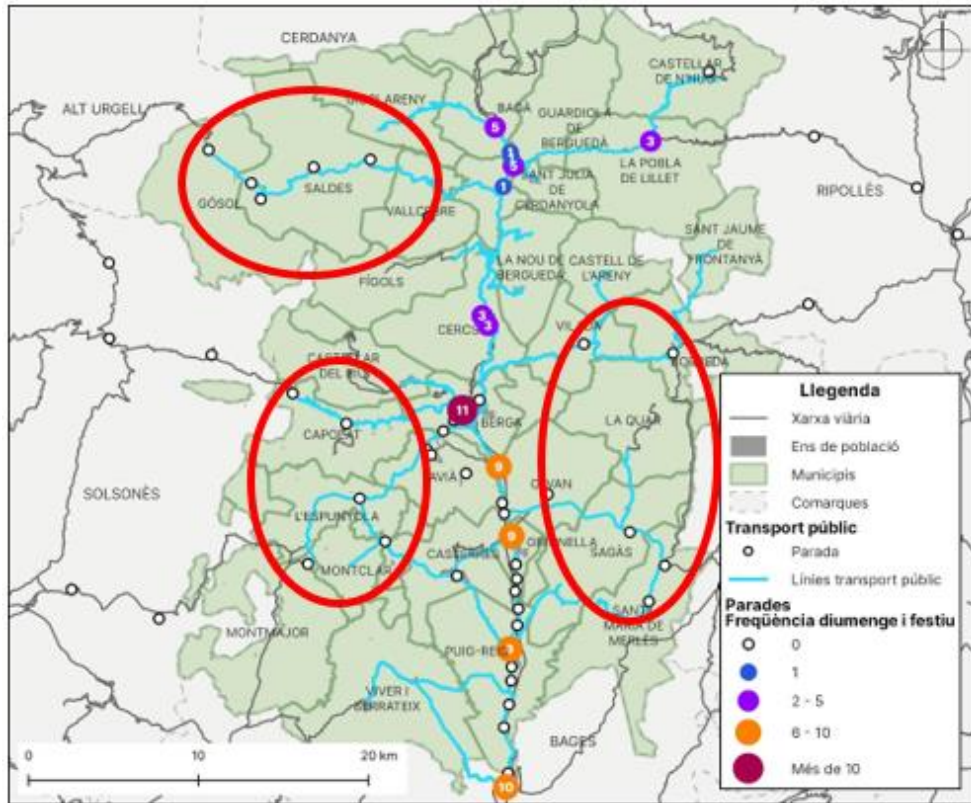 CERDANYA
CASTELLAR
DE N'HUG
ALT URGELL
BAGÀ
5
GUARDIOLA
DE
BERGUEDÀ
3
1
5
LA POBLA
DE LILLET
SANT JULIÀ
DE
CERDANYOLA
1
RIPOLLÈS
GÓSOL
SALDES
VALLCEBRE
SANT JAUME
DE
FRONTANYÀ
LA NOU DE
BERGUEDÀ
CASTELL DE
L'ARENY
FÍGOLS
3
3
CERCS
VILADA
BORREDÀ
CASTELLAR
DEL RIU
11
BERGA
LA QUAR
CAPOLAT
AVIÀ
9
OLVAN
SOLSONÈS
L'ESPUNYOLA
9
GIRONELLA
SAGÀS
MONTCLAR
CASSERRES
SANTA
MARIA DE
MERLÈS
MONTMAJOR
PUIG-REIG
VIVER I
SERRATEIX
BAGES
10
0
10
20 km
Llegenda
Xarxa viària
Ens de població
Municipis
Comarques
Transport públic
Parada
Línies transport públic
Parades
Freqüència diumenge i festiu
0
1
2 - 5
6 - 10
Més de 10